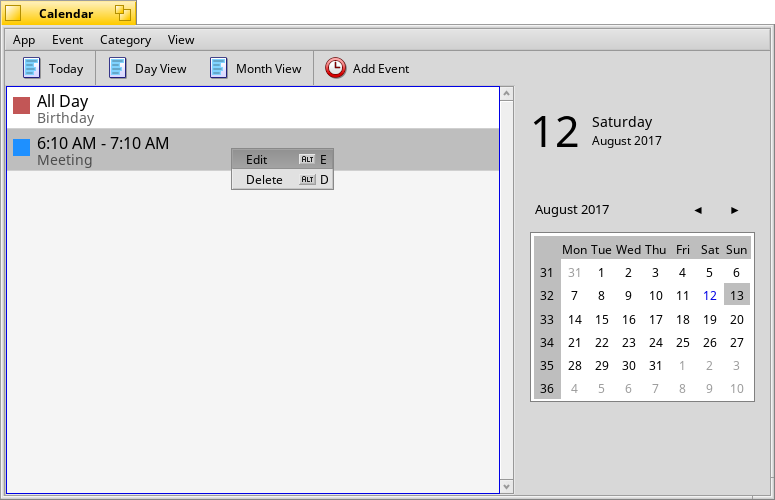 Calendar
App Event Category View
Today Day View Month View Add Event
All Day
Birthday
6:10 AM - 7:10 AM
Meeting
Edit ALT E
Delete ALT D
12 Saturday
August 2017
August 2017 ◄ ►
Mon Tue Wed Thu Fri Sat Sun
31 31 1 2 3 4 5 6
32 7 8 9 10 11 12 13
33 14 15 16 17 18 19 20
34 21 22 23 24 25 26 27
35 28 29 30 31 1 2 3
36 4 5 6 7 8 9 10